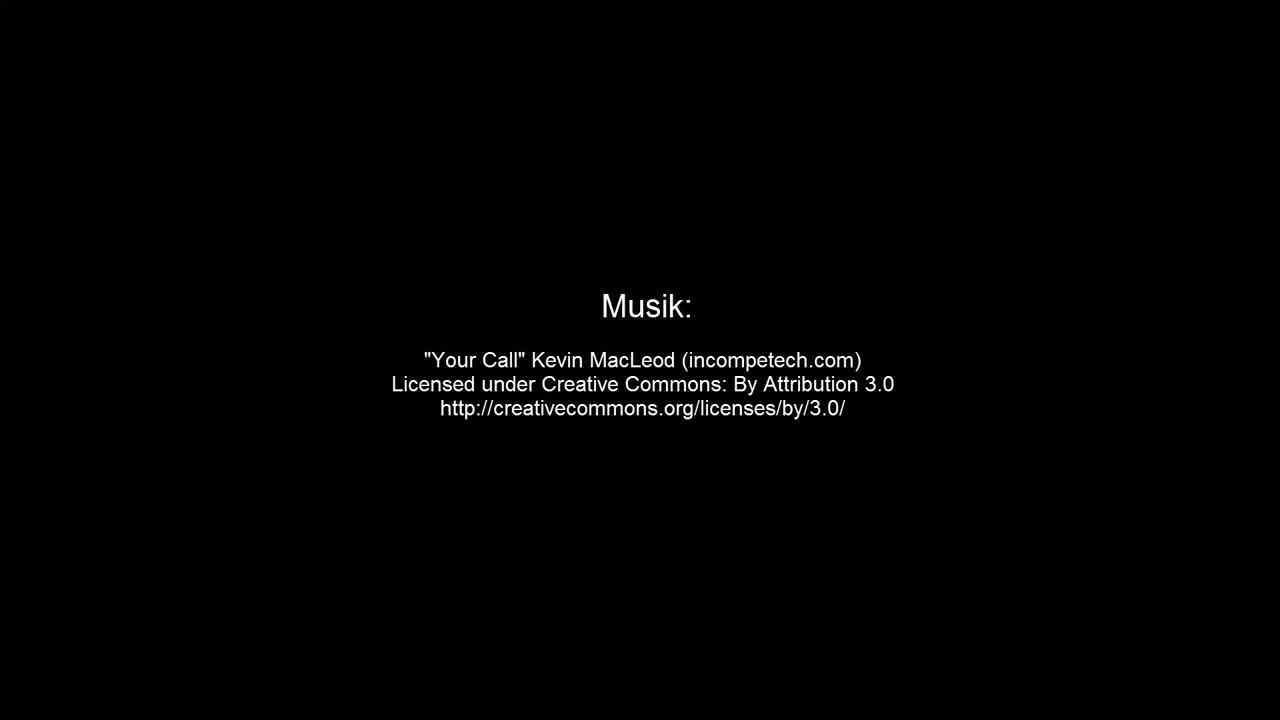 Musik:
"Your Call" Kevin MacLeod (incompetech.com)
Licensed under Creative Commons: By Attribution 3.0
http://creativecommons.org/licenses/by/3.0/